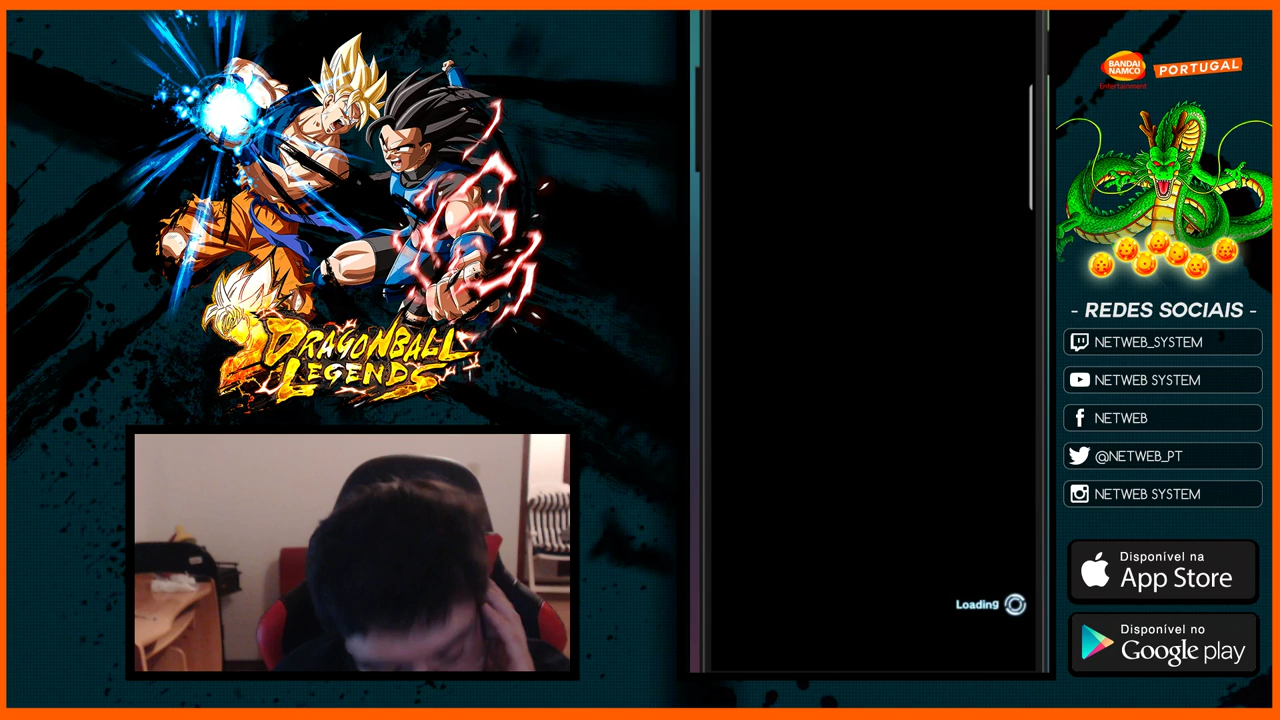 DRAGONBALL
LEGENDS
Loading
BANDAI
NAMCO
Entertainment
PORTUGAL
- REDES SOCIAIS -
NETWEB_SYSTEM
NETWEB SYSTEM
NETWEB
@NETWEB_PT
NETWEB SYSTEM
Disponível na
App Store
Disponível no
Google play